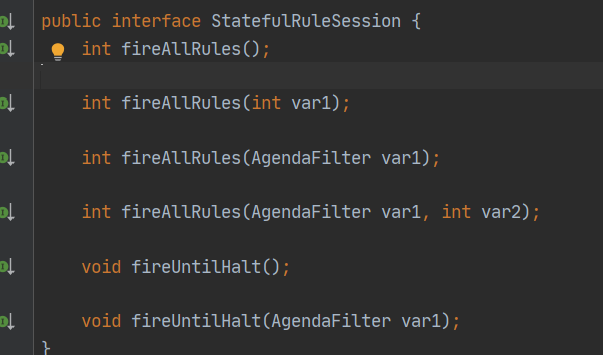 public interface StatefulRuleSession {
int fireAllRules();
int fireAllRules(int var1);
int fireAllRules(AgendaFilter var1);
int fireAllRules(AgendaFilter var1, int var2);
void fireUntilHalt();
void fireUntilHalt(AgendaFilter var1);
}